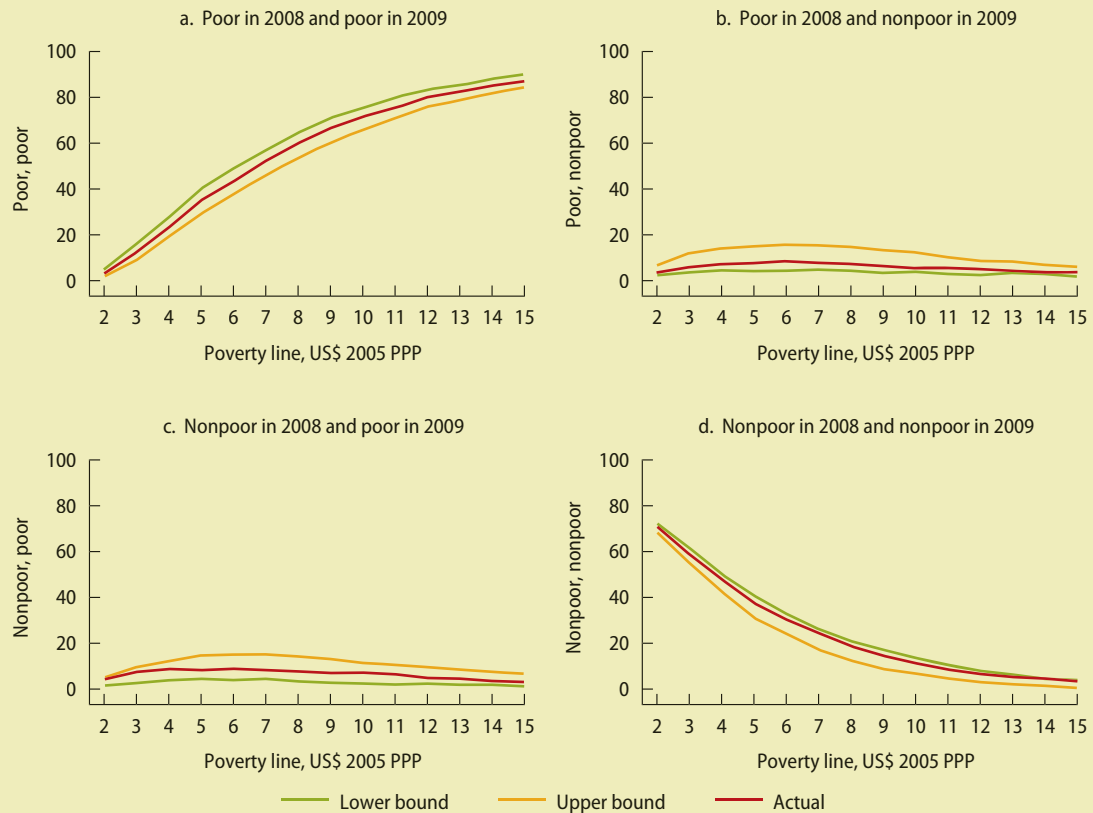 a. Poor in 2008 and poor in 2009
100
80
60
40
20
0
Poor, poor
2 3 4 5 6 7 8 9 10 11 12 13 14 15
Poverty line, US$ 2005 PPP
b. Poor in 2008 and nonpoor in 2009
100
80
60
40
20
0
Poor, nonpoor
2 3 4 5 6 7 8 9 10 11 12 13 14 15
Poverty line, US$ 2005 PPP
c. Nonpoor in 2008 and poor in 2009
100
80
60
40
20
0
Nonpoor, poor
2 3 4 5 6 7 8 9 10 11 12 13 14 15
Poverty line, US$ 2005 PPP
d. Nonpoor in 2008 and nonpoor in 2009
100
80
60
40
20
0
Nonpoor, nonpoor
2 3 4 5 6 7 8 9 10 11 12 13 14 15
Poverty line, US$ 2005 PPP
Lower bound Upper bound Actual